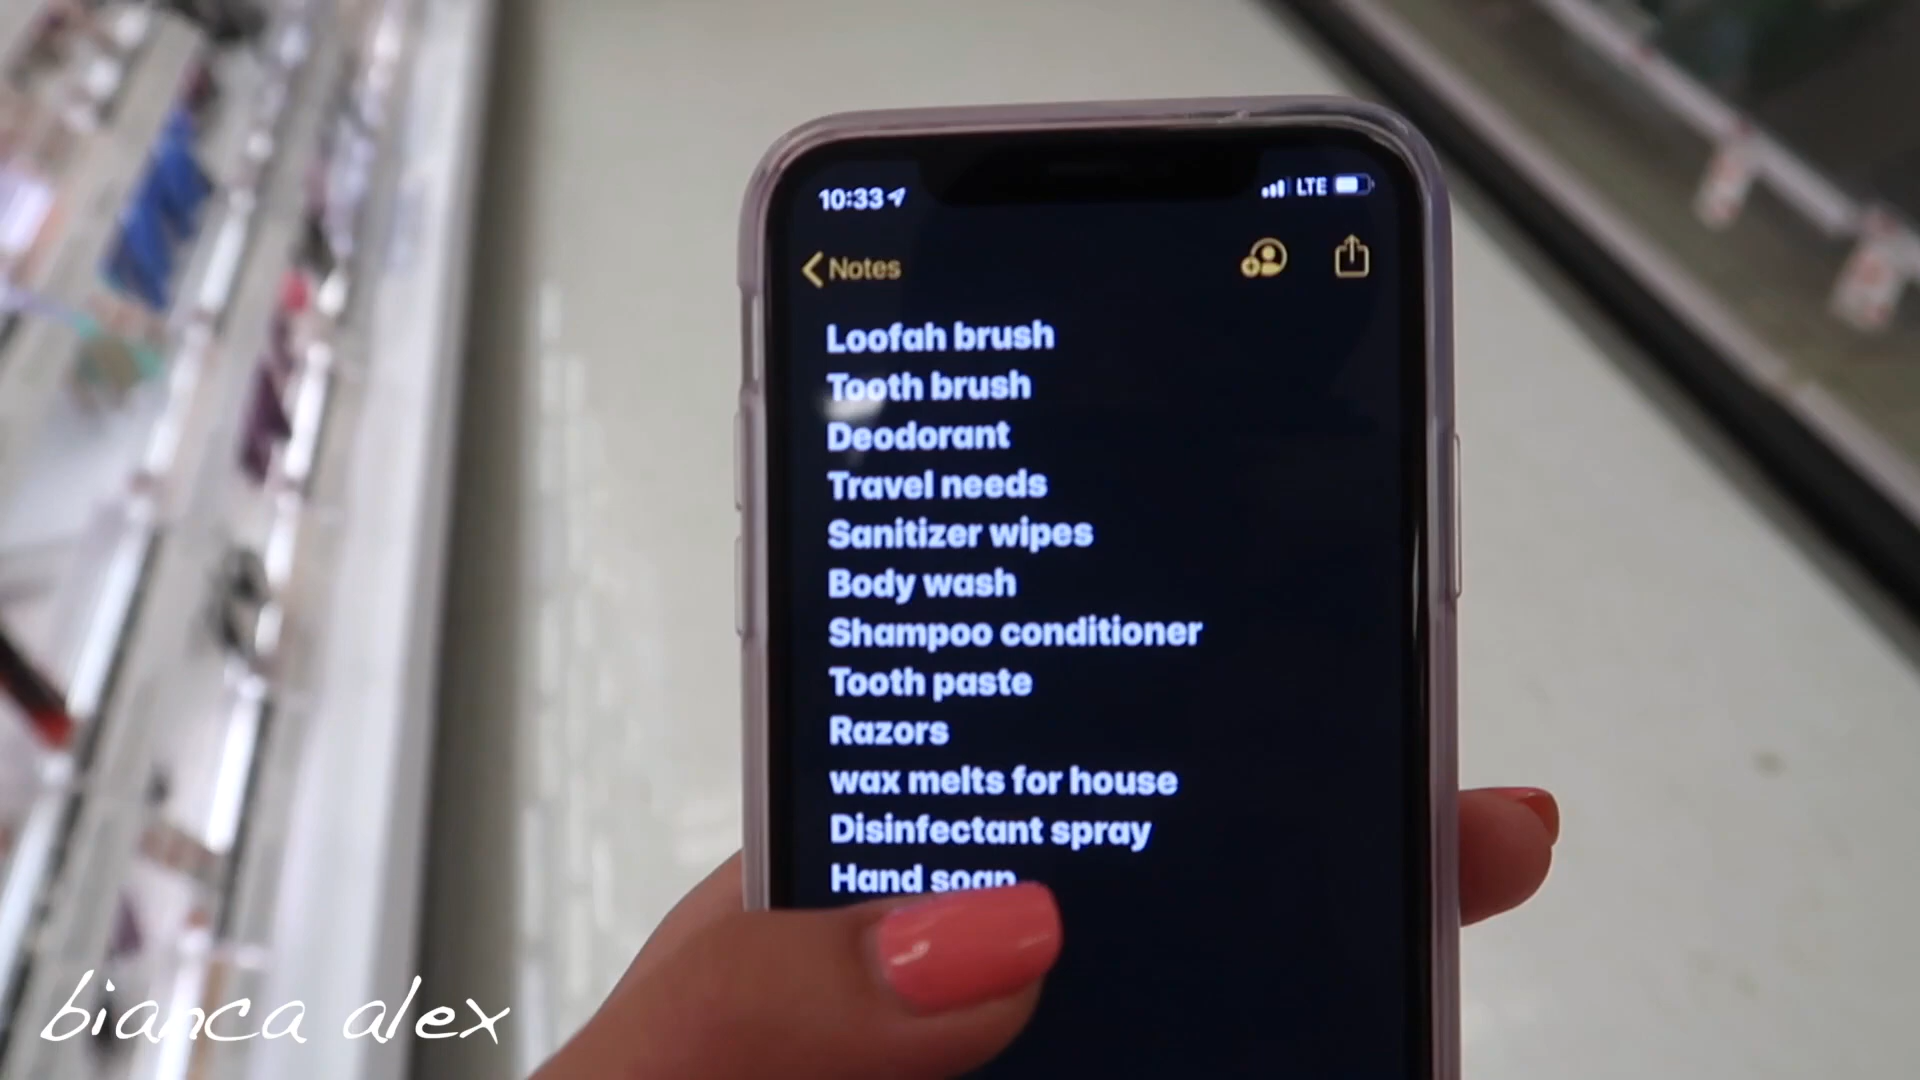 10:33
LTE
Notes
Loofah brush
Tooth brush
Deodorant
Travel needs
Sanitizer wipes
Body wash
Shampoo conditioner
Tooth paste
Razors
wax melts for house
Disinfectant spray
Hand soap
bianca alex